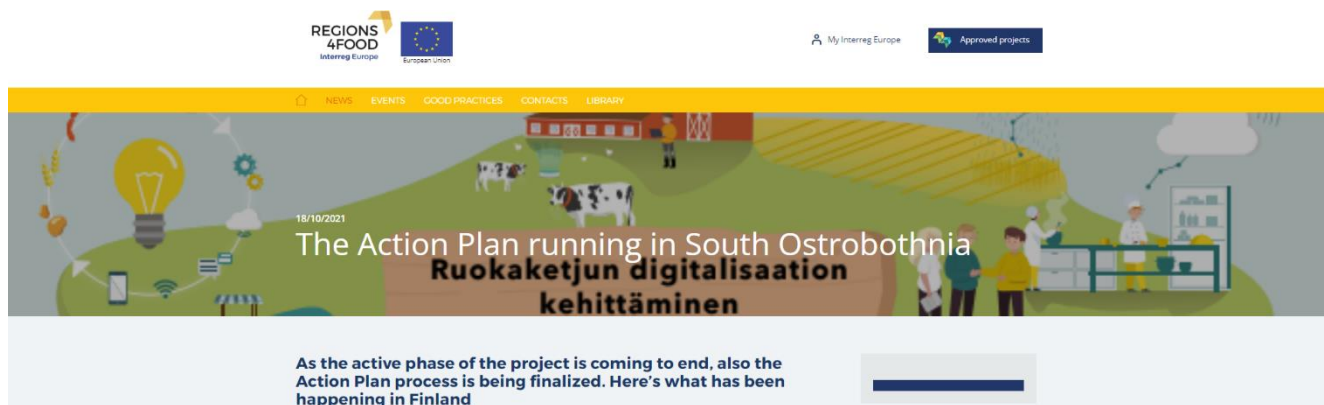 REGIONS
4FOOD
Interreg Europe
European Union
My Interreg Europe
Approved projects
NEWS EVENTS GOOD PRACTICES CONTACTS LIBRARY
18/10/2021
The Action Plan running in South Ostrobothnia
Ruokaketjun digitalisaation
kehittäminen
As the active phase of the project is coming to end, also the
Action Plan process is being finalized. Here’s what has been
happening in Finland